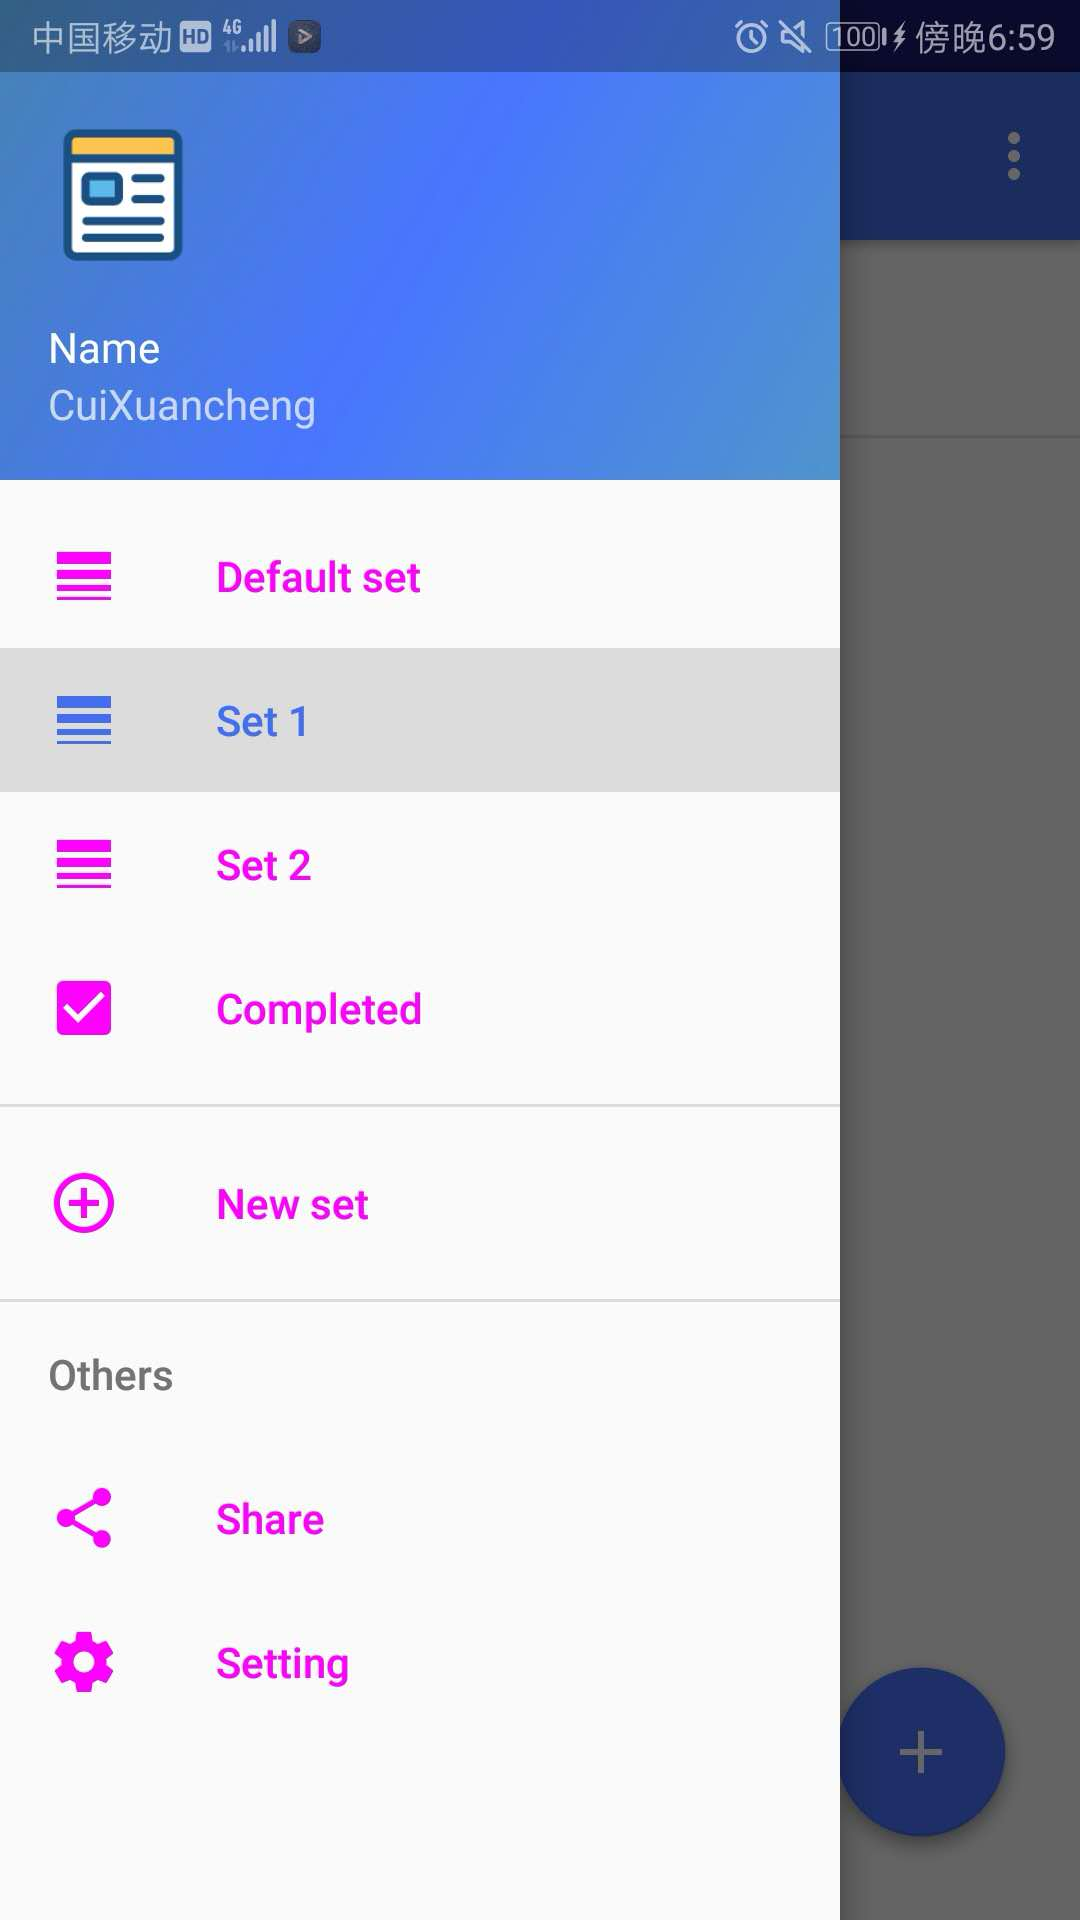 中国移动 HD 4G 100 傍晚6:59
Name
CuiXuancheng
Default set
Set 1
Set 2
Completed
New set
Others
Share
Setting